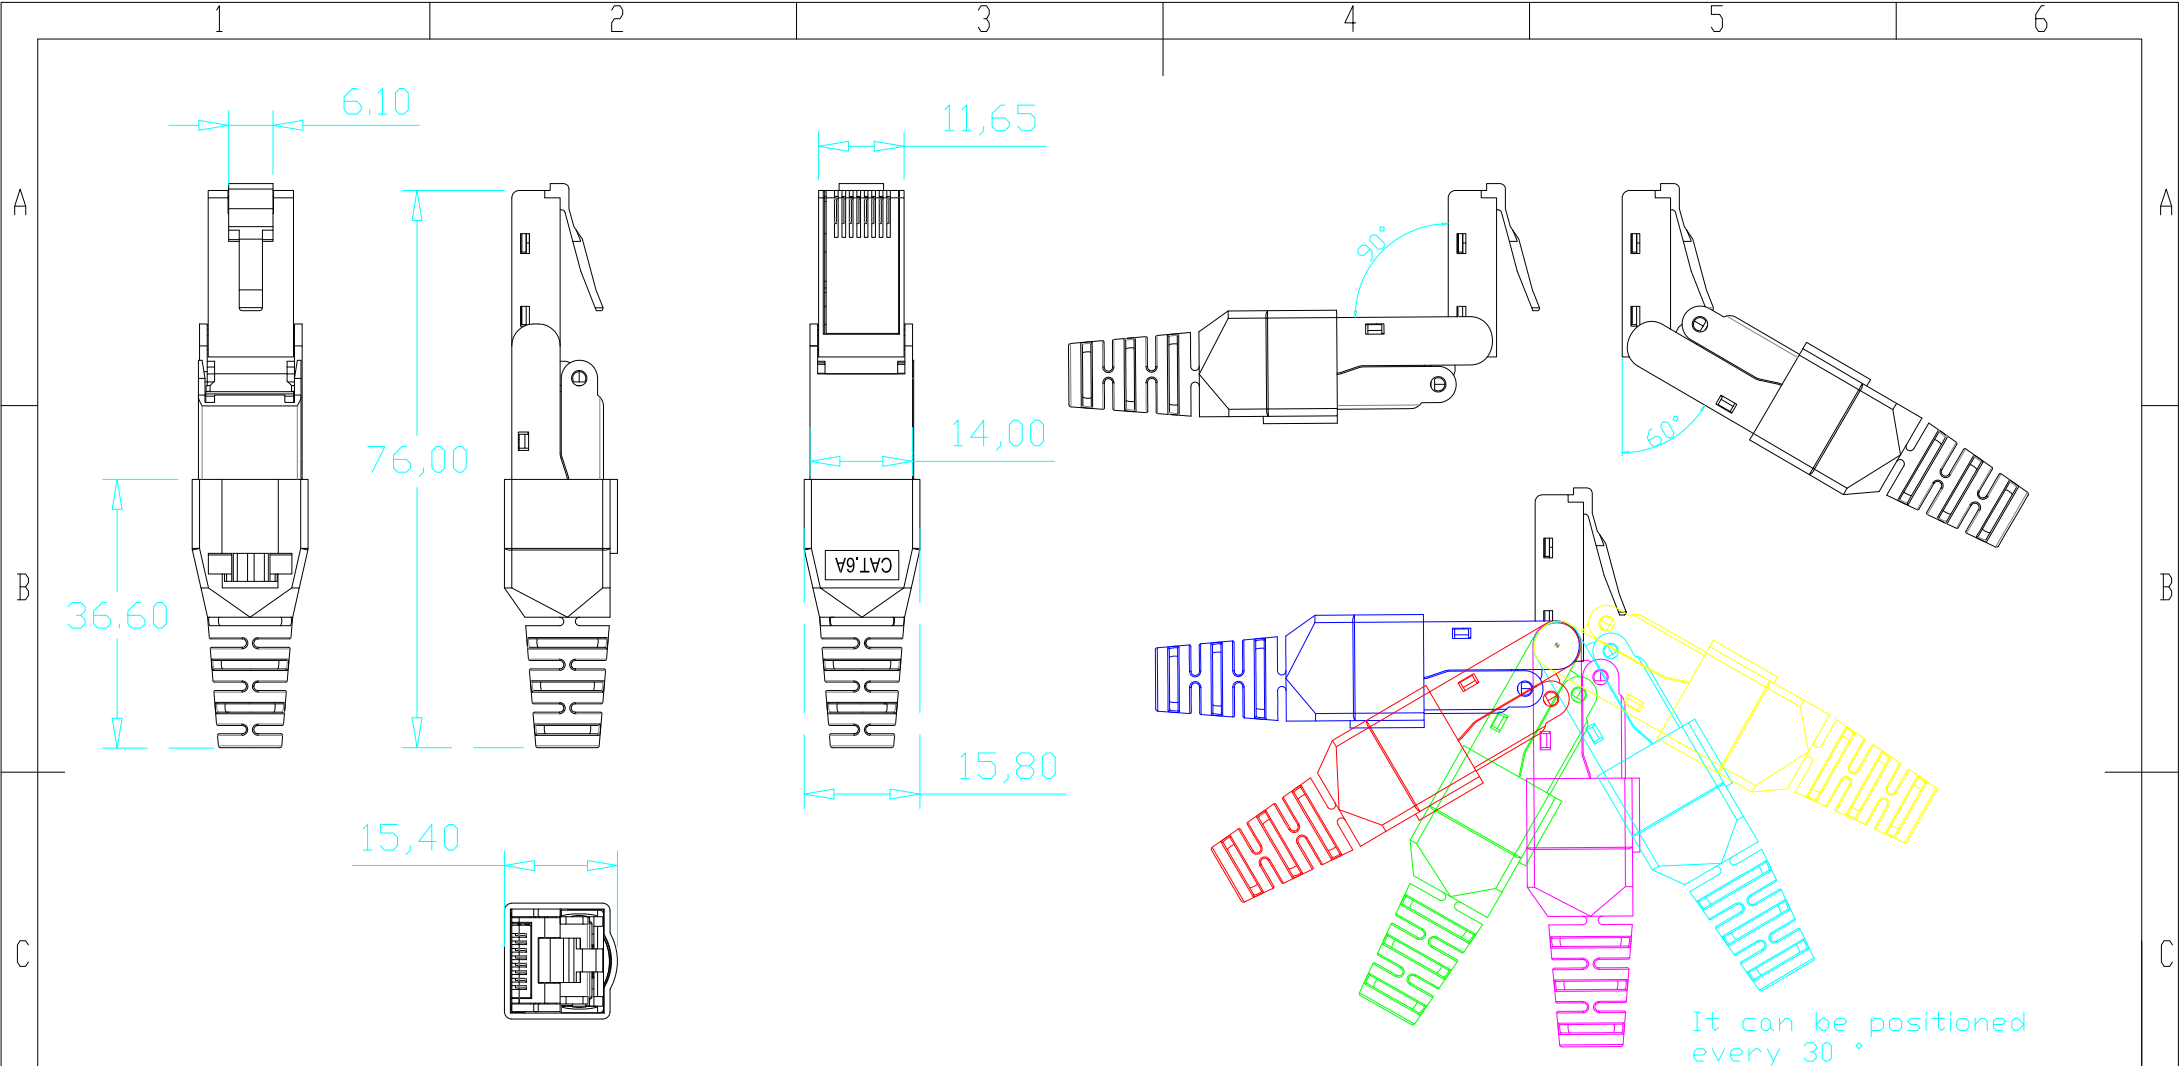 1 2 3 4 5 6
6.10
11,65
A A
90°
14,00
60°
76,00
CAT.6A
B B
36.60
15,80
15,40
C C
It can be positioned
every 30 °